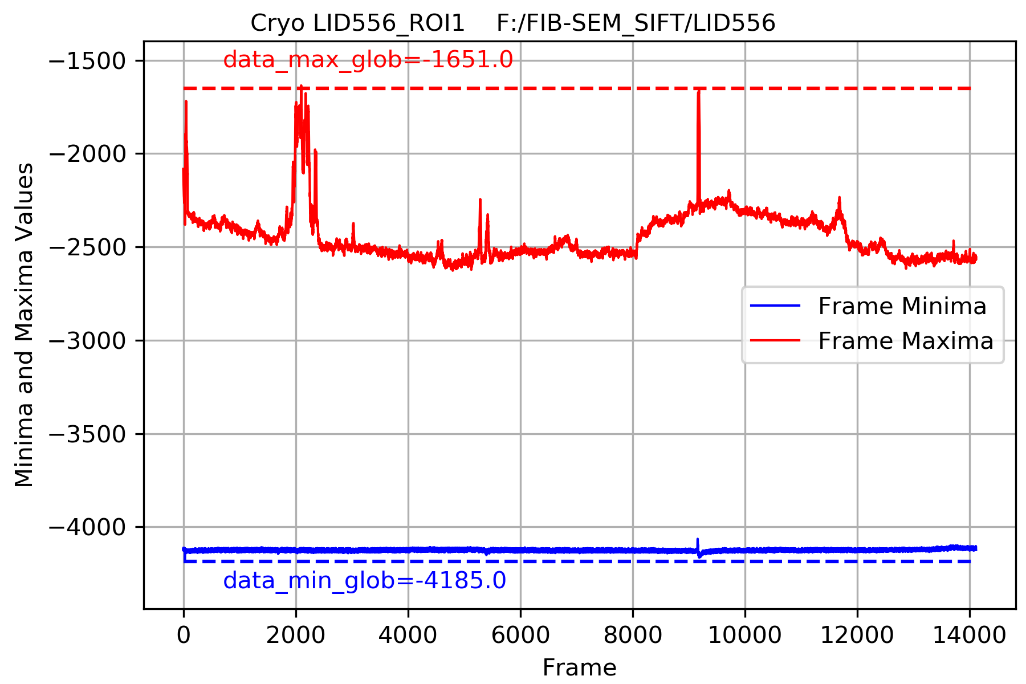 Cryo LID556_ROI1    F:/FIB-SEM_SIFT/LID556
data_max_glob=-1651.0
−1500
−2000
−2500
−3000
−3500
−4000
Minima and Maxima Values
Frame Minima
Frame Maxima
data_min_glob=-4185.0
0 2000 4000 6000 8000 10000 12000 14000
Frame